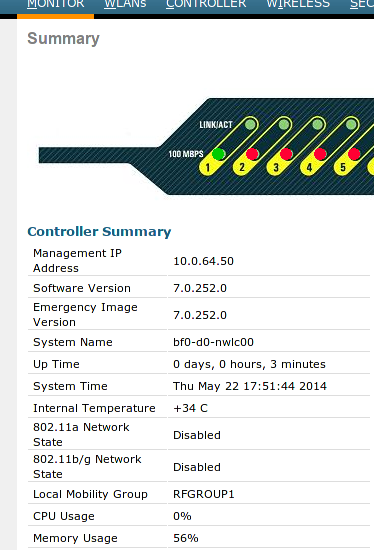 MONITOR WLANs CONTROLLER WIRELESS
Summary
LINK/ACT
100 MBPS
1 2 3 4 5
Controller Summary
Management IP Address 10.0.64.50
Software Version 7.0.252.0
Emergency Image Version 7.0.252.0
System Name bf0-d0-nwlc00
Up Time 0 days, 0 hours, 3 minutes
System Time Thu May 22 17:51:44 2014
Internal Temperature +34 C
802.11a Network State Disabled
802.11b/g Network State Disabled
Local Mobility Group RFGROUP1
CPU Usage 0%
Memory Usage 56%